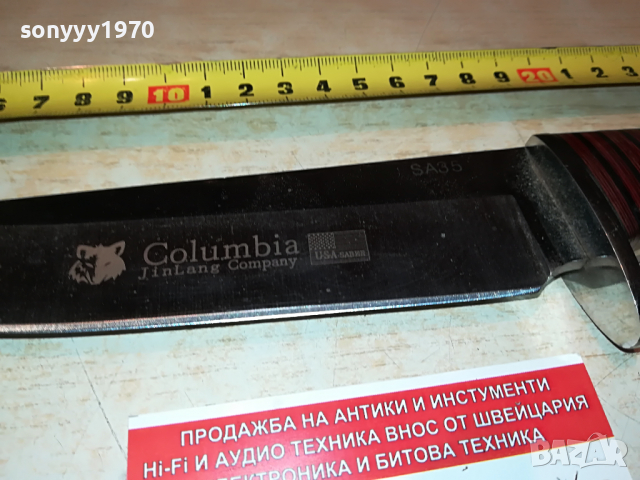 sonyyy1970
6 7 8 9 10 1 2 3 4 5 6 7 8 9 20 1 2 3
SA35
Columbia
JinLang Company
USA SABER
ПРОДАЖБА НА АНТИКИ И ИНСТУМЕНТИ
Hi-Fi И АУДИО ТЕХНИКА ВНОС ОТ ШВЕЙЦАРИЯ
ЕЛЕКТРОНИКА И БИТОВА ТЕХНИКА
bazar